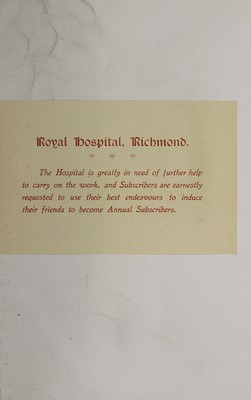 Royal Hospital, Richmond.
The Hospital is greatly in need of further help
to carry on the work, and Subscribers are earnestly
requested to use their best endeavours to induce
their friends to become Annual Subscribers.